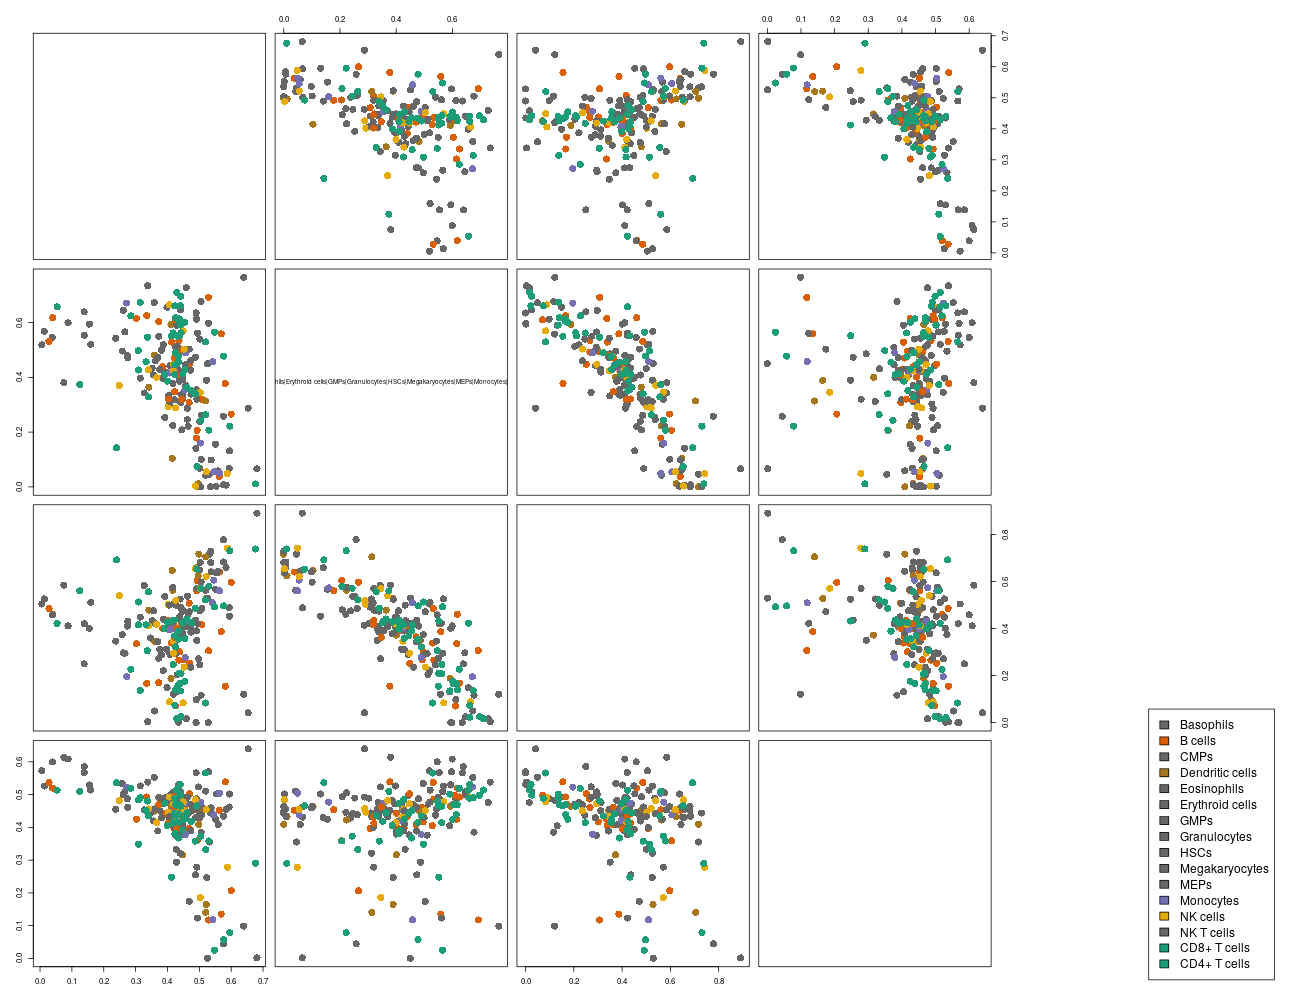 0.0 0.2 0.4 0.6
0.0 0.1 0.2 0.3 0.4 0.5 0.6
0.0 0.1 0.2 0.3 0.4 0.5 0.6 0.7
0.0 0.2 0.4 0.6
hils|Erythroid cells|GMPs|Granulocytes|HSCs|Megakaryocytes|MEPs|Monocytes|
0.0 0.2 0.4 0.6 0.8
0.0 0.1 0.2 0.3 0.4 0.5 0.6
0.0 0.1 0.2 0.3 0.4 0.5 0.6 0.7
0.0 0.2 0.4 0.6 0.8
Basophils
B cells
CMPs
Dendritic cells
Eosinophils
Erythroid cells
GMPs
Granulocytes
HSCs
Megakaryocytes
MEPs
Monocytes
NK cells
NK T cells
CD8+ T cells
CD4+ T cells